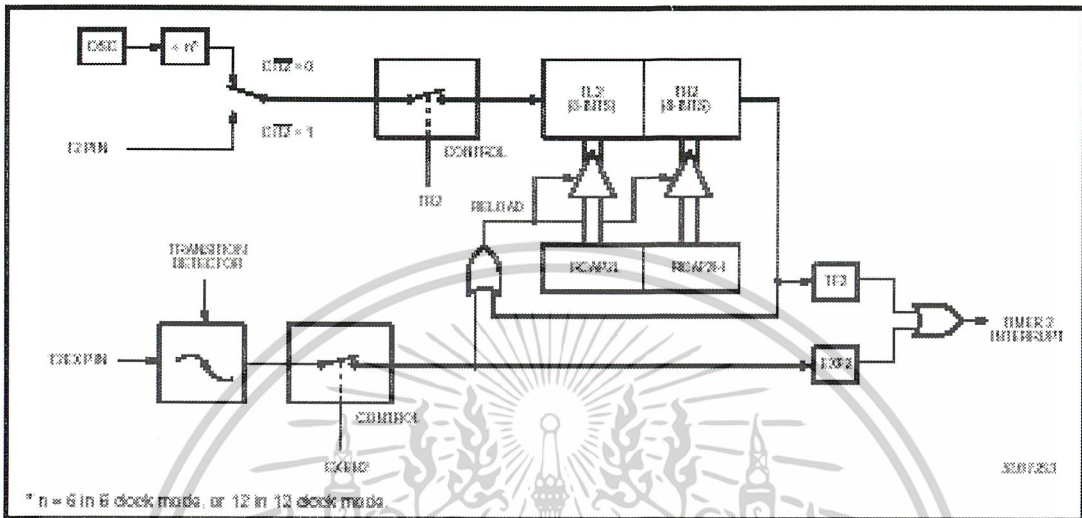 OSC
÷ n*
C/T2 = 0
C/T2 = 1
T2 PIN
CONTROL
TR2
TL2
(8-BITS)
TH2
(8-BITS)
RELOAD
RCAP2L
RCAP2H
TRANSITION
DETECTOR
T2EX PIN
CONTROL
EXEN2
TF2
EXF2
TIMER 2
INTERRUPT
* n = 6 in 6 clock mode, or 12 in 12 clock mode.